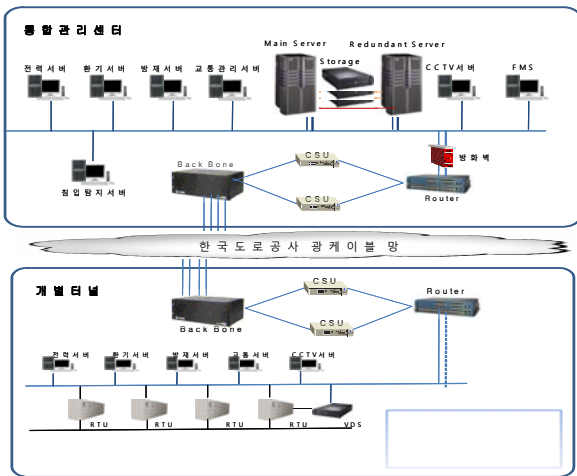 통합관리센터
Main Server
Redundant Server
전력서버
환기서버
방재서버
교통관리서버
Storage
CCTV서버
FMS
침입탐지서버
Back Bone
CSU
CSU
방화벽
Router
한국도로공사 광케이블 망
개별터널
Back Bone
CSU
CSU
Router
전력서버
환기서버
방재서버
교통서버
CCTV서버
RTU
RTU
RTU
RTU
VDS